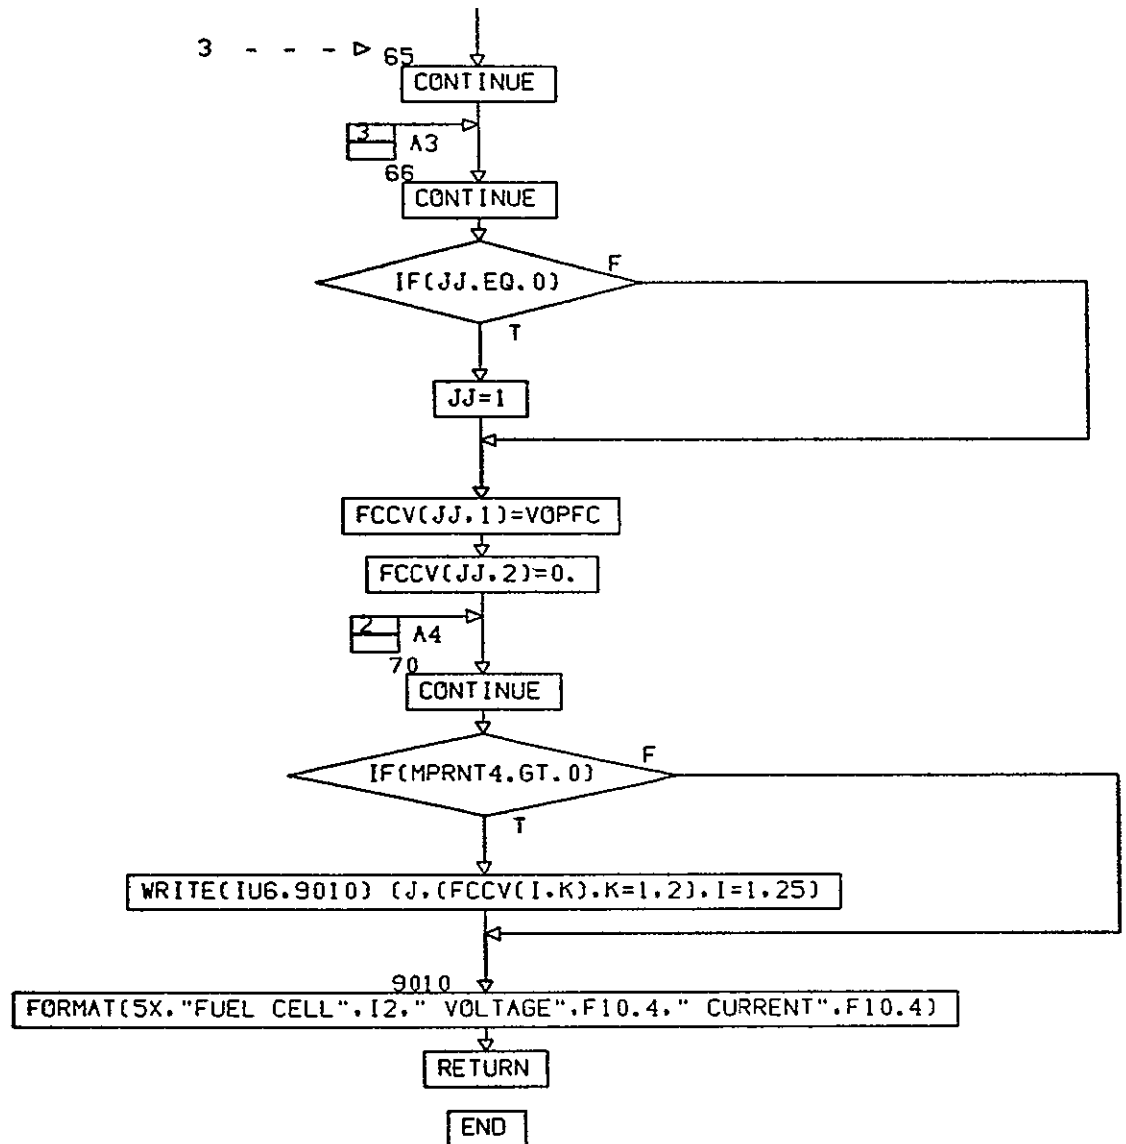 3 - - - 65
CONTINUE
3 A3
66
CONTINUE
IF(JJ.EQ.0) F
T
JJ=1
FCCV(JJ,1)=VOPFC
FCCV(JJ,2)=0.
2 A4
70
CONTINUE
IF(MPRNT4.GT.0) F
T
WRITE(IU6,9010) (J,(FCCV(I,K),K=1,2),I=1,25)
9010
FORMAT(5X,"FUEL CELL",I2," VOLTAGE",F10.4," CURRENT",F10.4)
RETURN
END